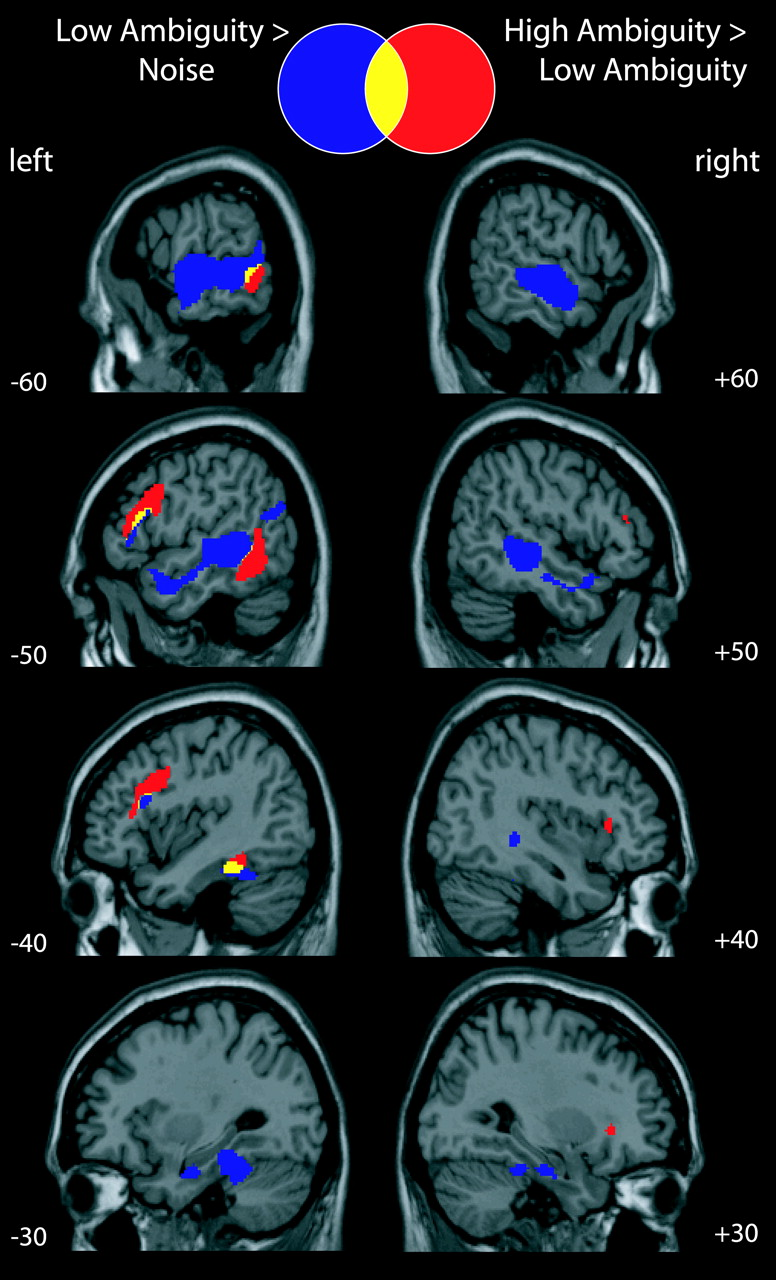 Low Ambiguity >
Noise
High Ambiguity >
Low Ambiguity
left
right
-60
+60
-50
+50
-40
+40
-30
+30